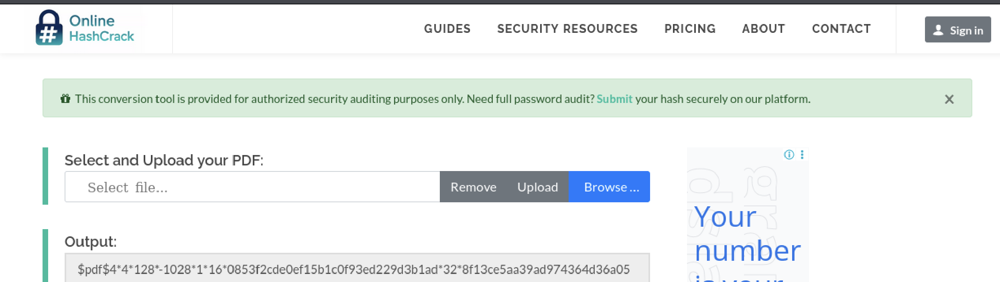 Online
HashCrack
GUIDES SECURITY RESOURCES PRICING ABOUT CONTACT Sign in
This conversion tool is provided for authorized security auditing purposes only. Need full password audit? Submit your hash securely on our platform.
Select and Upload your PDF:
Select file... Remove Upload Browse ...
Output:
$pdf$4*4*128*-1028*1*16*0853f2cde0ef15b1c0f93ed229d3b1ad*32*8f13ce5aa39ad974364d36a05
Your
number
is your